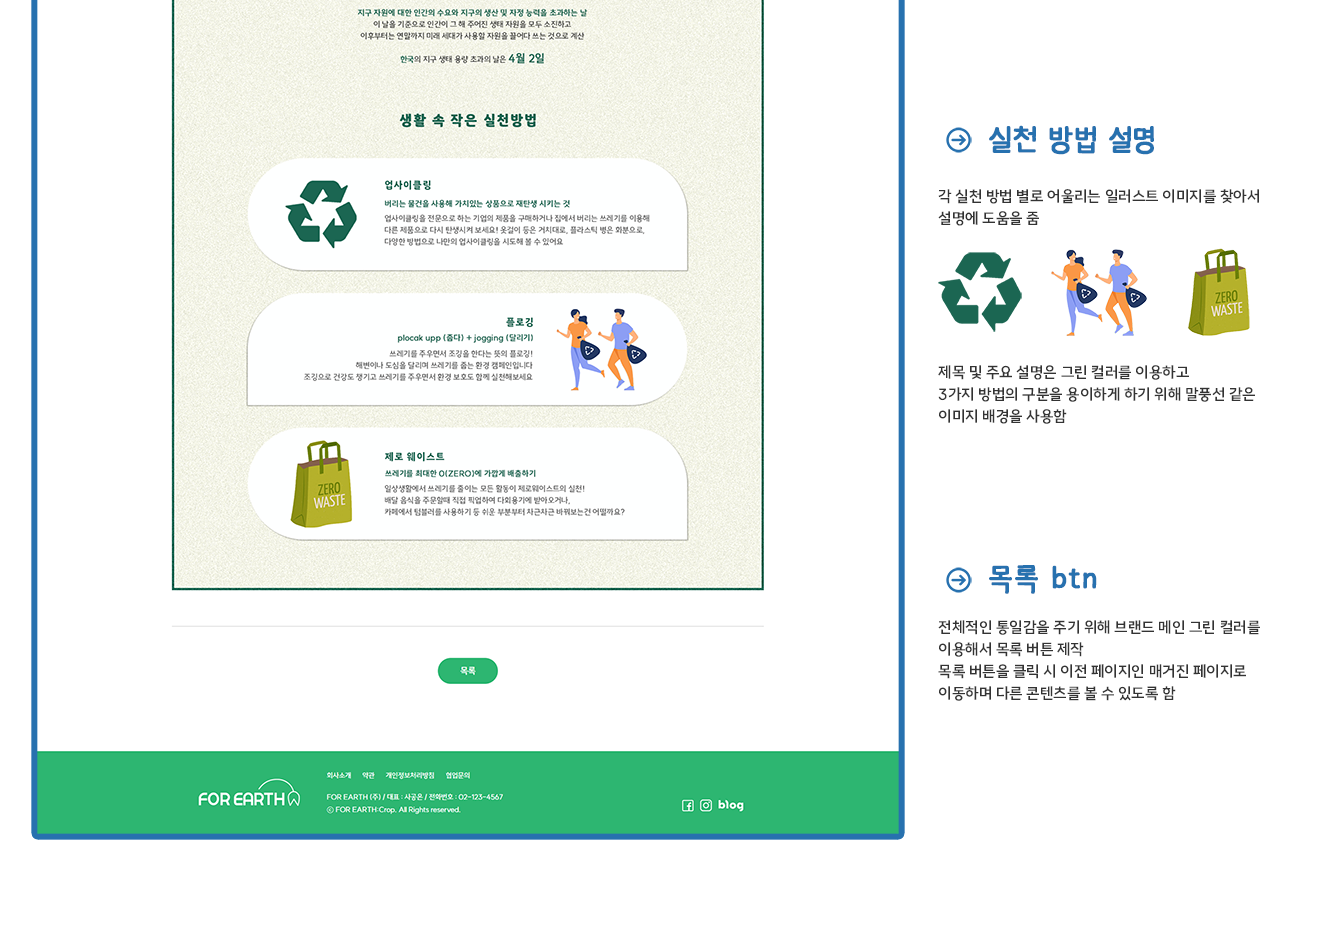 지구 자원에 대한 인간의 수요와 지구의 생산 및 자정 능력을 초과하는 날
이 날을 기준으로 인간이 그 해 주어진 생태 자원을 모두 소진하고
이후부터는 연말까지 미래 세대가 사용할 자원을 끌어다 쓰는 것으로 계산
한국의 지구 생태 용량 초과의 날은 4월 2일
생활 속 작은 실천방법
업사이클링
버리는 물건을 사용해 가치있는 상품으로 재탄생 시키는 것
업사이클링을 전문으로 하는 기업의 제품을 구매하거나 집에서 버리는 쓰레기를 이용해
다른 제품으로 다시 탄생시켜 보세요! 옷걸이 등은 거치대로, 플라스틱 병은 화분으로,
다양한 방법으로 나만의 업사이클링을 시도해 볼 수 있어요
플로깅
plocak upp (줍다) + jogging (달리기)
쓰레기를 주우면서 조깅을 한다는 뜻의 플로깅!
해변이나 도심을 달리며 쓰레기를 줍는 환경 캠페인입니다
조깅으로 건강도 챙기고 쓰레기를 주우면서 환경 보호도 함께 실천해보세요
ZERO
WASTE
제로 웨이스트
쓰레기를 최대한 0(ZERO)에 가깝게 배출하기
일상생활에서 쓰레기를 줄이는 모든 활동이 제로웨이스트의 실천!
배달 음식을 주문할때 직접 픽업하여 다회용기에 받아오거나,
카페에서 텀블러를 사용하기 등 쉬운 부분부터 차근차근 바꿔보는건 어떨까요?
목록
FOR EARTH
회사소개 약관 개인정보처리방침 협업문의
FOR EARTH (주) / 대표 : 사공은 / 전화번호 : 02-123-4567
ⓒ FOR EARTH Crop. All Rights reserved.
blog
실천 방법 설명
각 실천 방법 별로 어울리는 일러스트 이미지를 찾아서
설명에 도움을 줌
ZERO
WASTE
제목 및 주요 설명은 그린 컬러를 이용하고
3가지 방법의 구분을 용이하게 하기 위해 말풍선 같은
이미지 배경을 사용함
목록 btn
전체적인 통일감을 주기 위해 브랜드 메인 그린 컬러를
이용해서 목록 버튼 제작
목록 버튼을 클릭 시 이전 페이지인 매거진 페이지로
이동하며 다른 콘텐츠를 볼 수 있도록 함